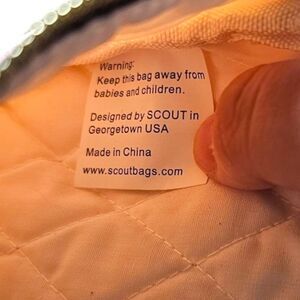 Warning:
Keep this bag away from
babies and children.
Designed by SCOUT in
Georgetown USA
Made in China
www.scoutbags.com